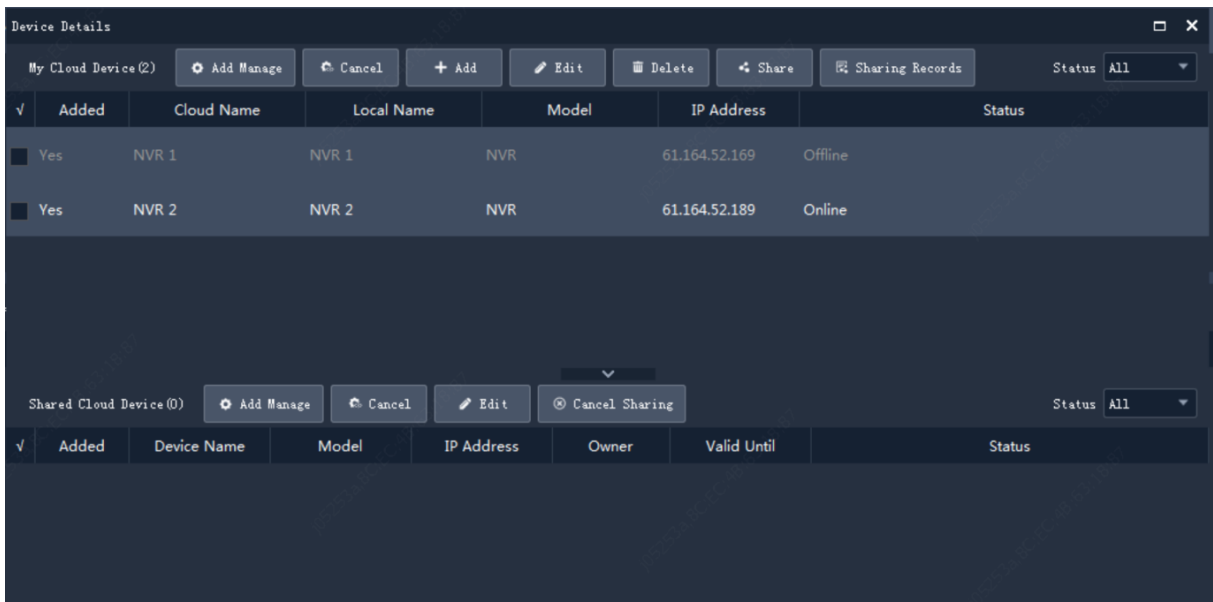 Device Details
My Cloud Device(2) Add Manage Cancel Add Edit Delete Share Sharing Records Status All
√ Added Cloud Name Local Name Model IP Address Status
Yes NVR 1 NVR 1 NVR 61.164.52.169 Offline
Yes NVR 2 NVR 2 NVR 61.164.52.189 Online
Shared Cloud Device(0) Add Manage Cancel Edit Cancel Sharing Status All
√ Added Device Name Model IP Address Owner Valid Until Status